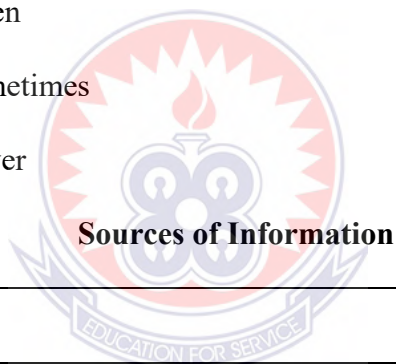 en
netimes
er
Sources of Information
EDUCATION FOR SERVICE